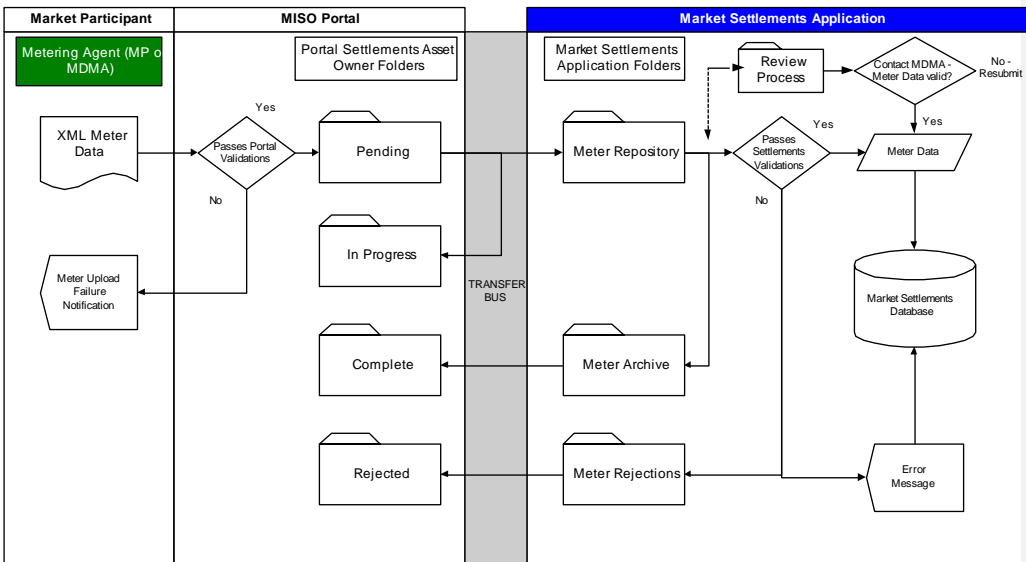 Market Participant
MISO Portal
Market Settlements Application
Metering Agent (MP o
MDMA)
Portal Settlements Asset
Owner Folders
Market Settlements
Application Folders
Review
Process
Contact MDMA -
Meter Data valid?
No -
Resubmit
XML Meter
Data
Yes
Passes Portal
Validations
No
Pending
Meter Repository
Passes
Settlements
Validations
Yes
No
Yes
Meter Data
In Progress
Meter Upload
Failure
Notification
TRANSFER
BUS
Market Settlements
Database
Complete
Meter Archive
Rejected
Meter Rejections
Error
Message